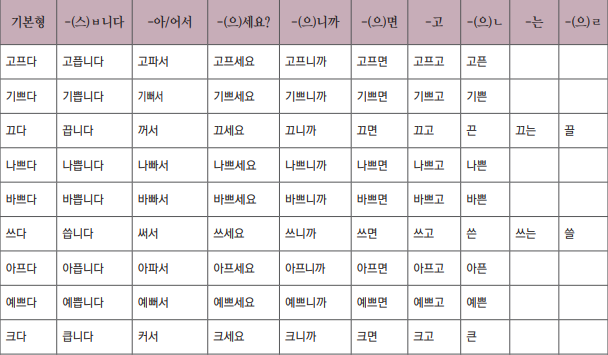 기본형 -(스)ㅂ니다 -아/어서 -(으)세요? -(으)니까 -(으)면 -고 -(으)ㄴ -는 -(으)ㄹ
고프다 고픕니다 고파서 고프세요 고프니까 고프면 고프고 고픈
기쁘다 기쁩니다 기뻐서 기쁘세요 기쁘니까 기쁘면 기쁘고 기쁜
끄다 끕니다 꺼서 끄세요 끄니까 끄면 끄고 끈 끄는 끌
나쁘다 나쁩니다 나빠서 나쁘세요 나쁘니까 나쁘면 나쁘고 나쁜
바쁘다 바쁩니다 바빠서 바쁘세요 바쁘니까 바쁘면 바쁘고 바쁜
쓰다 씁니다 써서 쓰세요 쓰니까 쓰면 쓰고 쓴 쓰는 쓸
아프다 아픕니다 아파서 아프세요 아프니까 아프면 아프고 아픈
예쁘다 예쁩니다 예뻐서 예쁘세요 예쁘니까 예쁘면 예쁘고 예쁜
크다 큽니다 커서 크세요 크니까 크면 크고 큰